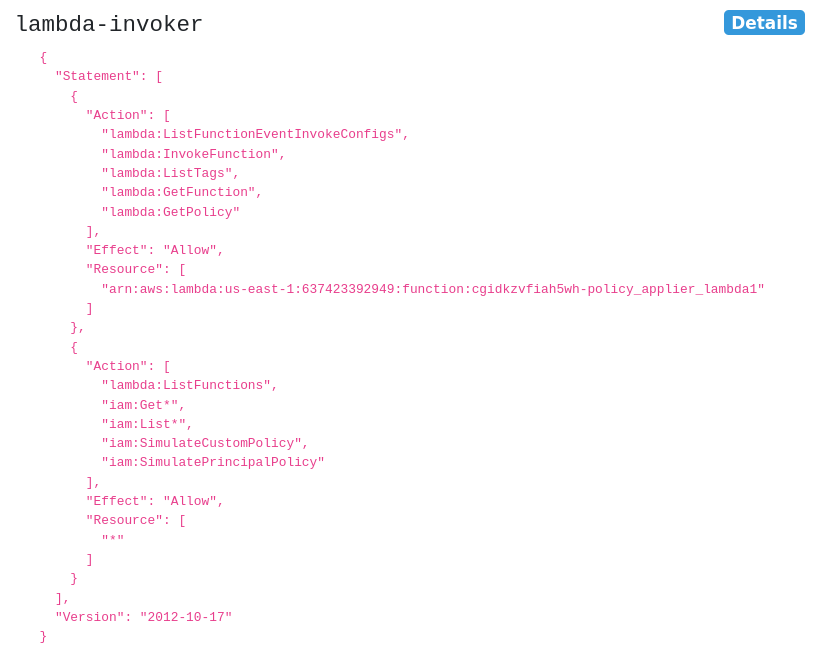 lambda-invoker
Details
{
"Statement": [
{
"Action": [
"lambda:ListFunctionEventInvokeConfigs",
"lambda:InvokeFunction",
"lambda:ListTags",
"lambda:GetFunction",
"lambda:GetPolicy"
],
"Effect": "Allow",
"Resource": [
"arn:aws:lambda:us-east-1:637423392949:function:cgidkzvfiah5wh-policy_applier_lambda1"
]
},
{
"Action": [
"lambda:ListFunctions",
"iam:Get*",
"iam:List*",
"iam:SimulateCustomPolicy",
"iam:SimulatePrincipalPolicy"
],
"Effect": "Allow",
"Resource": [
"*"
]
}
],
"Version": "2012-10-17"
}